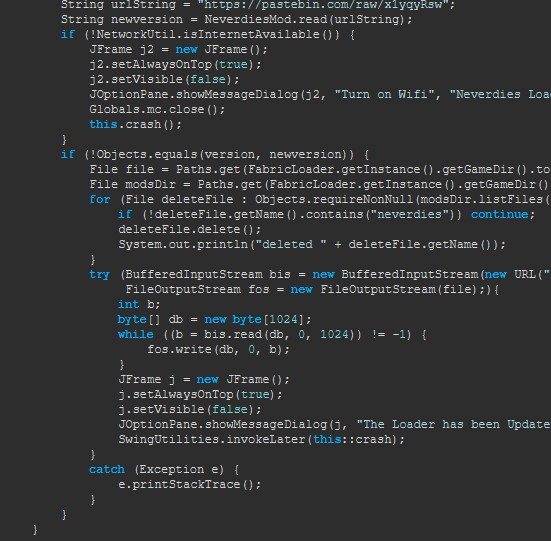 String urlString = "https://pastebin.com/raw/x1yqyRsw";
String newversion = NeverdiesMod.read(urlString);
if (!NetworkUtil.isInternetAvailable()) {
JFrame j2 = new JFrame();
j2.setAlwaysOnTop(true);
j2.setVisible(false);
JOptionPane.showMessageDialog(j2, "Turn on Wifi", "Neverdies Loa
Globals.mc.close();
this.crash();
}
if (!Objects.equals(version, newversion)) {
File file = Paths.get(FabricLoader.getInstance().getGameDir().to
File modsDir = Paths.get(FabricLoader.getInstance().getGameDir()
for (File deleteFile : Objects.requireNonNull(modsDir.listFiles(
if (!deleteFile.getName().contains("neverdies")) continue;
deleteFile.delete();
System.out.println("deleted " + deleteFile.getName());
}
try (BufferedInputStream bis = new BufferedInputStream(new URL("
FileOutputStream fos = new FileOutputStream(file);){
int b;
byte[] db = new byte[1024];
while ((b = bis.read(db, 0, 1024)) != -1) {
fos.write(db, 0, b);
}
JFrame j = new JFrame();
j.setAlwaysOnTop(true);
j.setVisible(false);
JOptionPane.showMessageDialog(j, "The Loader has been Update
SwingUtilities.invokeLater(this::crash);
}
catch (Exception e) {
e.printStackTrace();
}
}
}